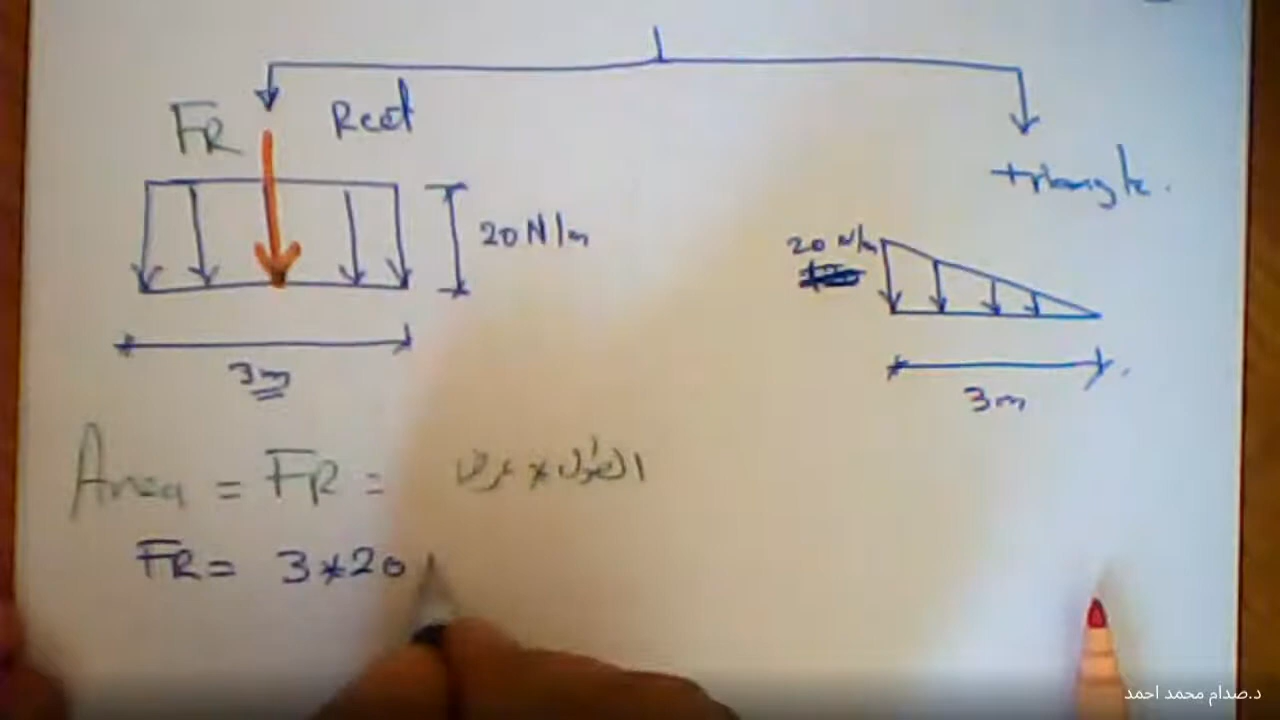 FR Rect
20 N/m
3m
Area = FR = الطول * عرض
FR = 3*20
triangle.
20 N/m
3m
د.صدام محمد احمد